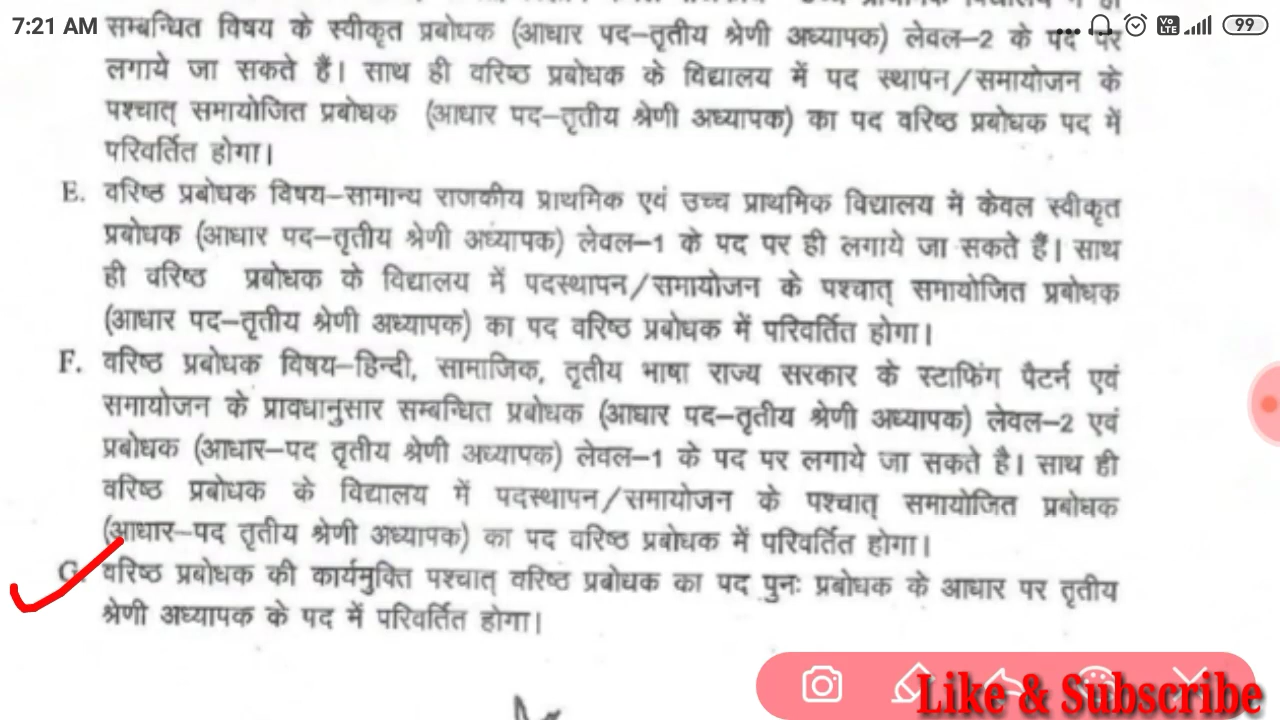 7:21 AM
Vo LTE
99
सम्बन्धित विषय के स्वीकृत प्रबोधक (आधार पद–तृतीय श्रेणी अध्यापक) लेवल–2 के पद पर
लगाये जा सकते हैं। साथ ही वरिष्ठ प्रबोधक के विद्यालय में पद स्थापन/समायोजन के
पश्चात् समायोजित प्रबोधक (आधार पद–तृतीय श्रेणी अध्यापक) का पद वरिष्ठ प्रबोधक पद में
परिवर्तित होगा।
E. वरिष्ठ प्रबोधक विषय–सामान्य राजकीय प्राथमिक एवं उच्च प्राथमिक विद्यालय में केवल स्वीकृत
प्रबोधक (आधार पद–तृतीय श्रेणी अध्यापक) लेवल–1 के पद पर ही लगाये जा सकते हैं। साथ
ही वरिष्ठ प्रबोधक के विद्यालय में पदस्थापन/समायोजन के पश्चात् समायोजित प्रबोधक
(आधार पद–तृतीय श्रेणी अध्यापक) का पद वरिष्ठ प्रबोधक में परिवर्तित होगा।
F. वरिष्ठ प्रबोधक विषय–हिन्दी, सामाजिक, तृतीय भाषा राज्य सरकार के स्टाफिंग पैटर्न एवं
समायोजन के प्रावधानुसार सम्बन्धित प्रबोधक (आधार पद–तृतीय श्रेणी अध्यापक) लेवल–2 एवं
प्रबोधक (आधार–पद तृतीय श्रेणी अध्यापक) लेवल–1 के पद पर लगाये जा सकते है। साथ ही
वरिष्ठ प्रबोधक के विद्यालय में पदस्थापन/समायोजन के पश्चात् समायोजित प्रबोधक
(आधार–पद तृतीय श्रेणी अध्यापक) का पद वरिष्ठ प्रबोधक में परिवर्तित होगा।
G. वरिष्ठ प्रबोधक की कार्यमुक्ति पश्चात् वरिष्ठ प्रबोधक का पद पुनः प्रबोधक के आधार पर तृतीय
श्रेणी अध्यापक के पद में परिवर्तित होगा।
Like & Subscribe